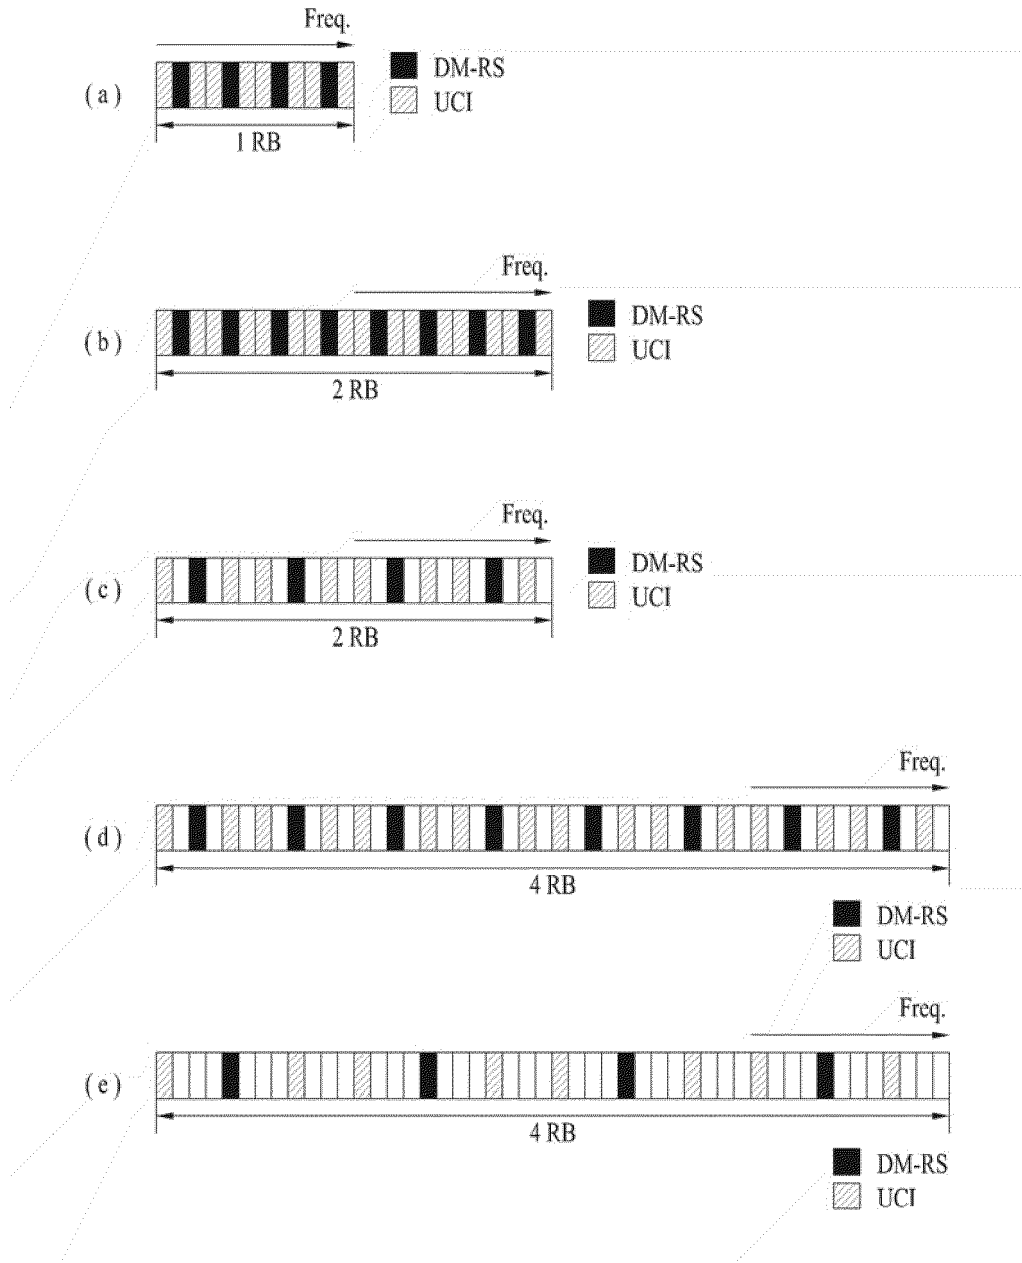 Freq.
( a )
DM-RS
UCI
1 RB
Freq.
( b )
DM-RS
UCI
2 RB
Freq.
( c )
DM-RS
UCI
2 RB
Freq.
( d )
4 RB
DM-RS
UCI
Freq.
( e )
4 RB
DM-RS
UCI